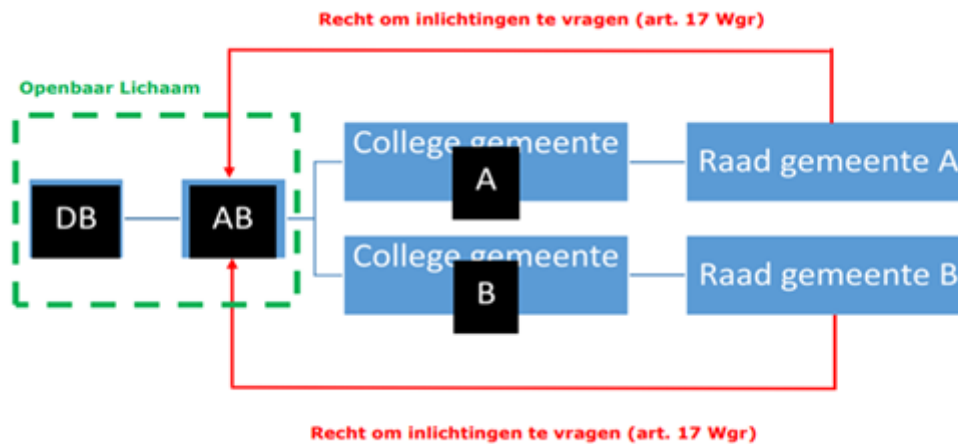 Recht om inlichtingen te vragen (art. 17 Wgr)
Openbaar Lichaam
DB
AB
College gemeente
A
Raad gemeente A
College gemeente
B
Raad gemeente B
Recht om inlichtingen te vragen (art. 17 Wgr)